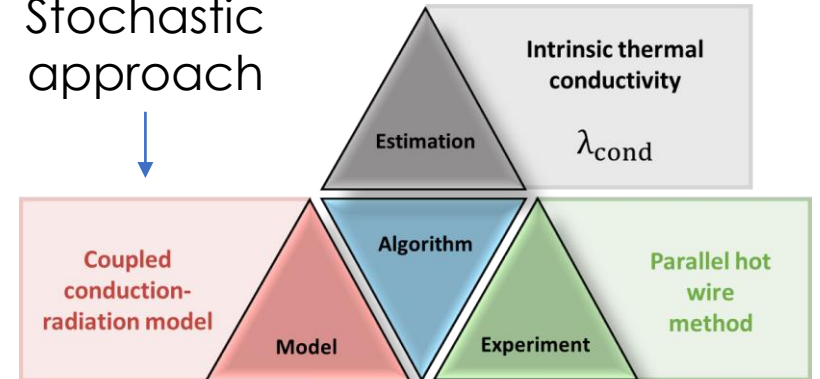 Stochastic
approach
Intrinsic thermal
conductivity
λcond
Estimation
Algorithm
Coupled
conduction-
radiation model
Model
Experiment
Parallel hot
wire
method